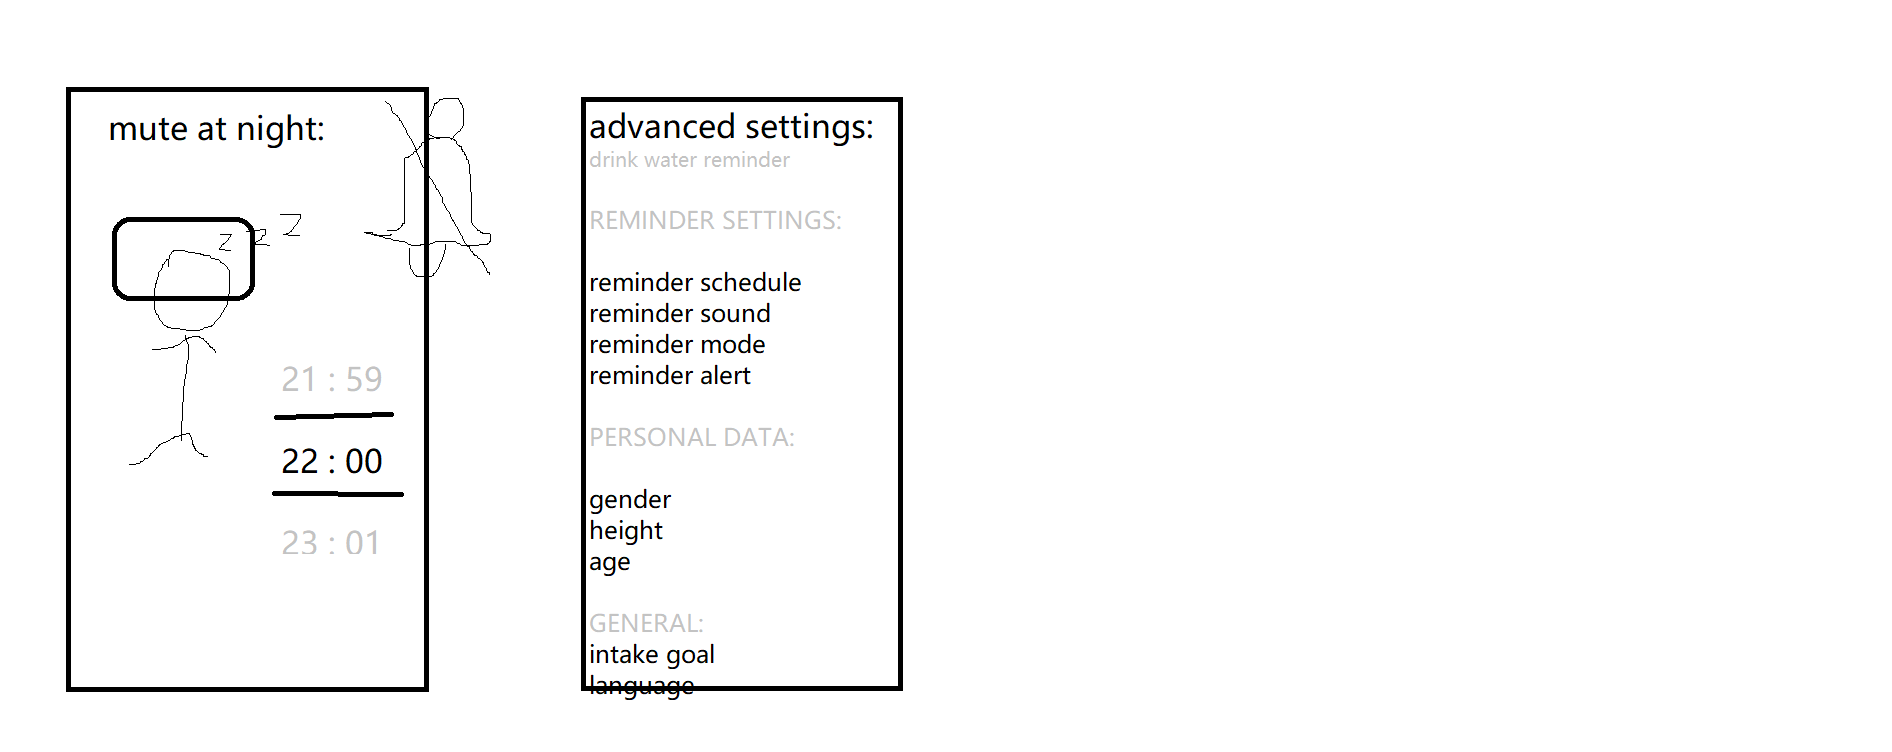 mute at night:
z z Z
21 : 59
22 : 00
23 : 01
advanced settings:
drink water reminder
REMINDER SETTINGS:
reminder schedule
reminder sound
reminder mode
reminder alert
PERSONAL DATA:
gender
height
age
GENERAL:
intake goal
language